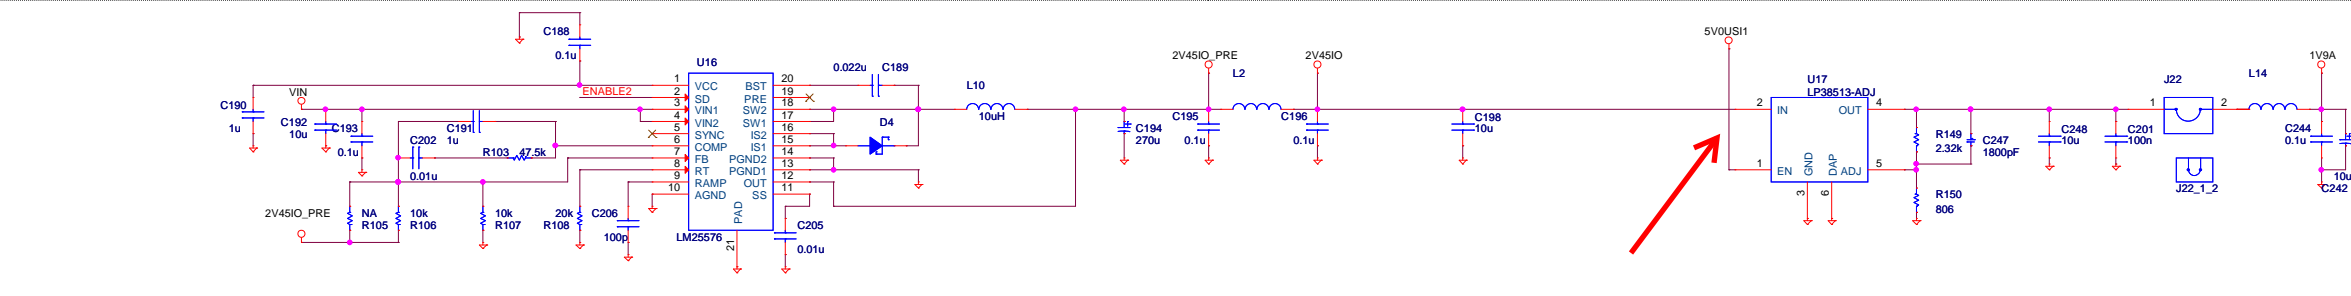 C188
0.1u
VIN
C190
1u
C192
10u
C193
0.1u
C191
1u
C202
0.01u
R103 47.5k
ENABLE2
2V45IO_PRE
NA
R105
10k
R106
10k
R107
20k
R108
C206
100p
U16
1 VCC
2 SD
3 VIN1
4 VIN2
5 SYNC
6 COMP
7 FB
8 RT
9 RAMP
10 AGND
BST 20
PRE 19
SW2 18
SW1 17
IS2 16
IS1 15
PGND2 14
PGND1 13
OUT 12
SS 11
PAD
21
LM25576
0.022u C189
D4
C205
0.01u
L10
10uH
C194
270u
2V45IO_PRE
C195
0.1u
L2
2V45IO
C196
0.1u
C198
10u
5V0USI1
U17
LP38513-ADJ
2 IN
1 EN
OUT 4
ADJ 5
GND
3
DAP
6
R149
2.32k
R150
806
C247
1800pF
C248
10u
C201
100n
J22
1 2
J22_1_2
L14
1V9A
C244
0.1u
10u
C242